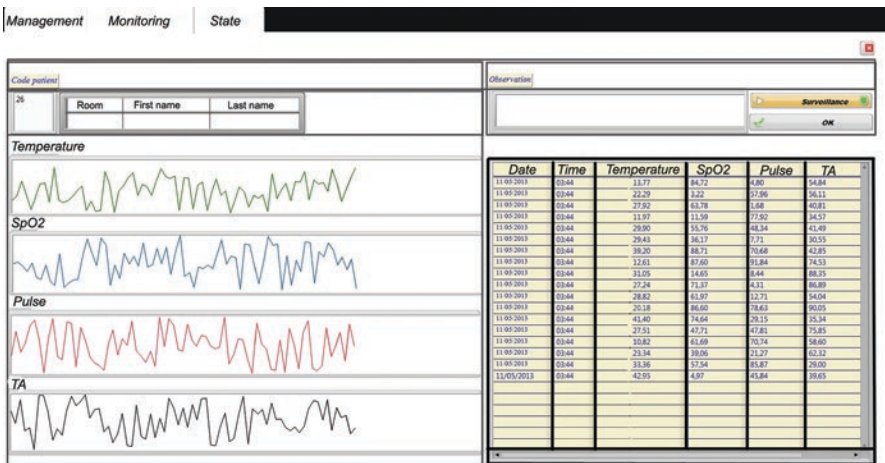 Management Monitoring State
Code patient
26
Room First name Last name
Temperature
SpO2
Pulse
TA
Observation
Surveillance
OK
Date Time Temperature SpO2 Pulse TA
11/05/2013 03:44 13,77 84,72 4,80 54,84
11/05/2013 03:44 22,29 3,22 57,96 56,11
11/05/2013 03:44 27,92 63,78 1,68 40,81
11/05/2013 03:44 11,97 11,59 77,92 34,57
11/05/2013 03:44 29,90 55,76 48,34 41,49
11/05/2013 03:44 29,43 36,17 7,71 30,55
11/05/2013 03:44 39,20 88,71 70,68 42,85
11/05/2013 03:44 12,61 87,60 91,84 74,53
11/05/2013 03:44 31,05 14,65 8,44 88,35
11/05/2013 03:44 27,24 71,37 4,31 86,89
11/05/2013 03:44 28,82 61,97 12,71 54,04
11/05/2013 03:44 20,18 86,60 78,63 90,05
11/05/2013 03:44 41,40 74,64 29,15 35,34
11/05/2013 03:44 27,51 47,71 47,81 75,85
11/05/2013 03:44 10,82 61,69 70,74 58,60
11/05/2013 03:44 23,34 39,06 21,27 62,32
11/05/2013 03:44 33,36 57,54 85,87 29,00
11/05/2013 03:44 42,95 4,97 45,84 39,65